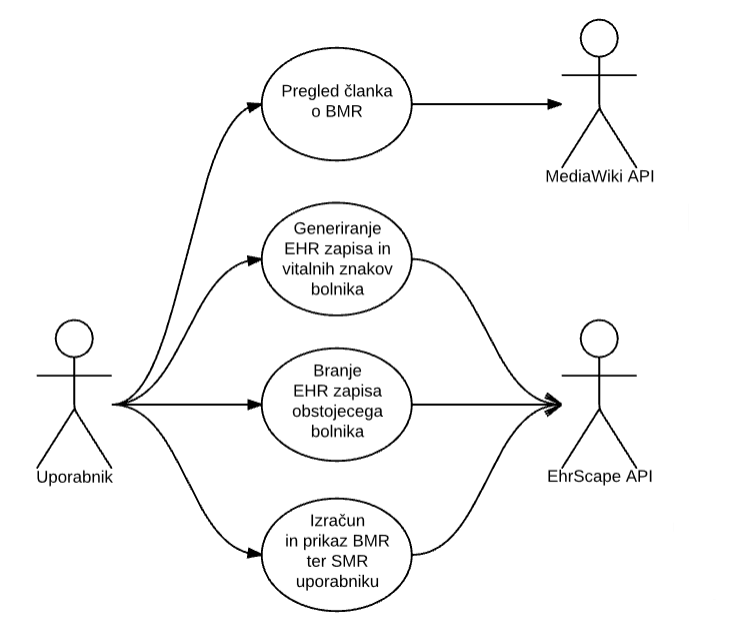 Pregled članka
o BMR
MediaWiki API
Generiranje
EHR zapisa in
vitalnih znakov
bolnika
Branje
EHR zapisa
obstojecega
bolnika
Uporabnik
EhrScape API
Izračun
in prikaz BMR
ter SMR
uporabniku